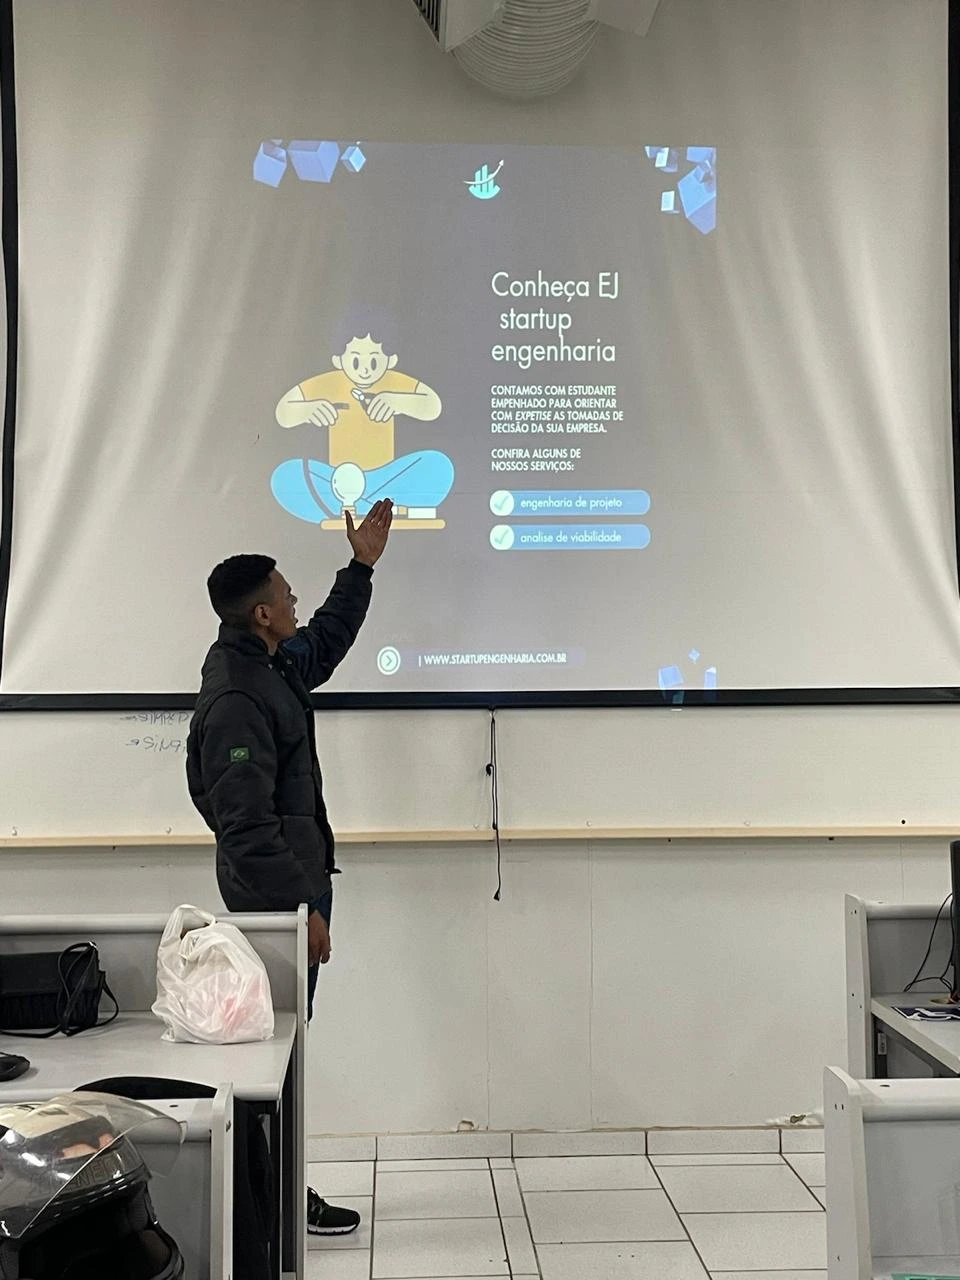 Conheça EJ
startup
engenharia
CONTAMOS COM ESTUDANTE
EMPENHADO PARA ORIENTAR
COM EXPETISE AS TOMADAS DE
DECISÃO DA SUA EMPRESA.
CONFIRA ALGUNS DE
NOSSOS SERVIÇOS:
engenharia de projeto
analise de viabilidade
| WWW.STARTUPENGENHARIA.COM.BR